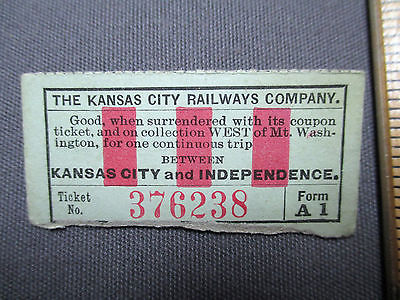 THE KANSAS CITY RAILWAYS COMPANY.
Good, when surrendered with its coupon
ticket, and on collection WEST of Mt. Wash-
ington, for one continuous trip
BETWEEN
KANSAS CITY and INDEPENDENCE.
Ticket No. 376238 Form A 1